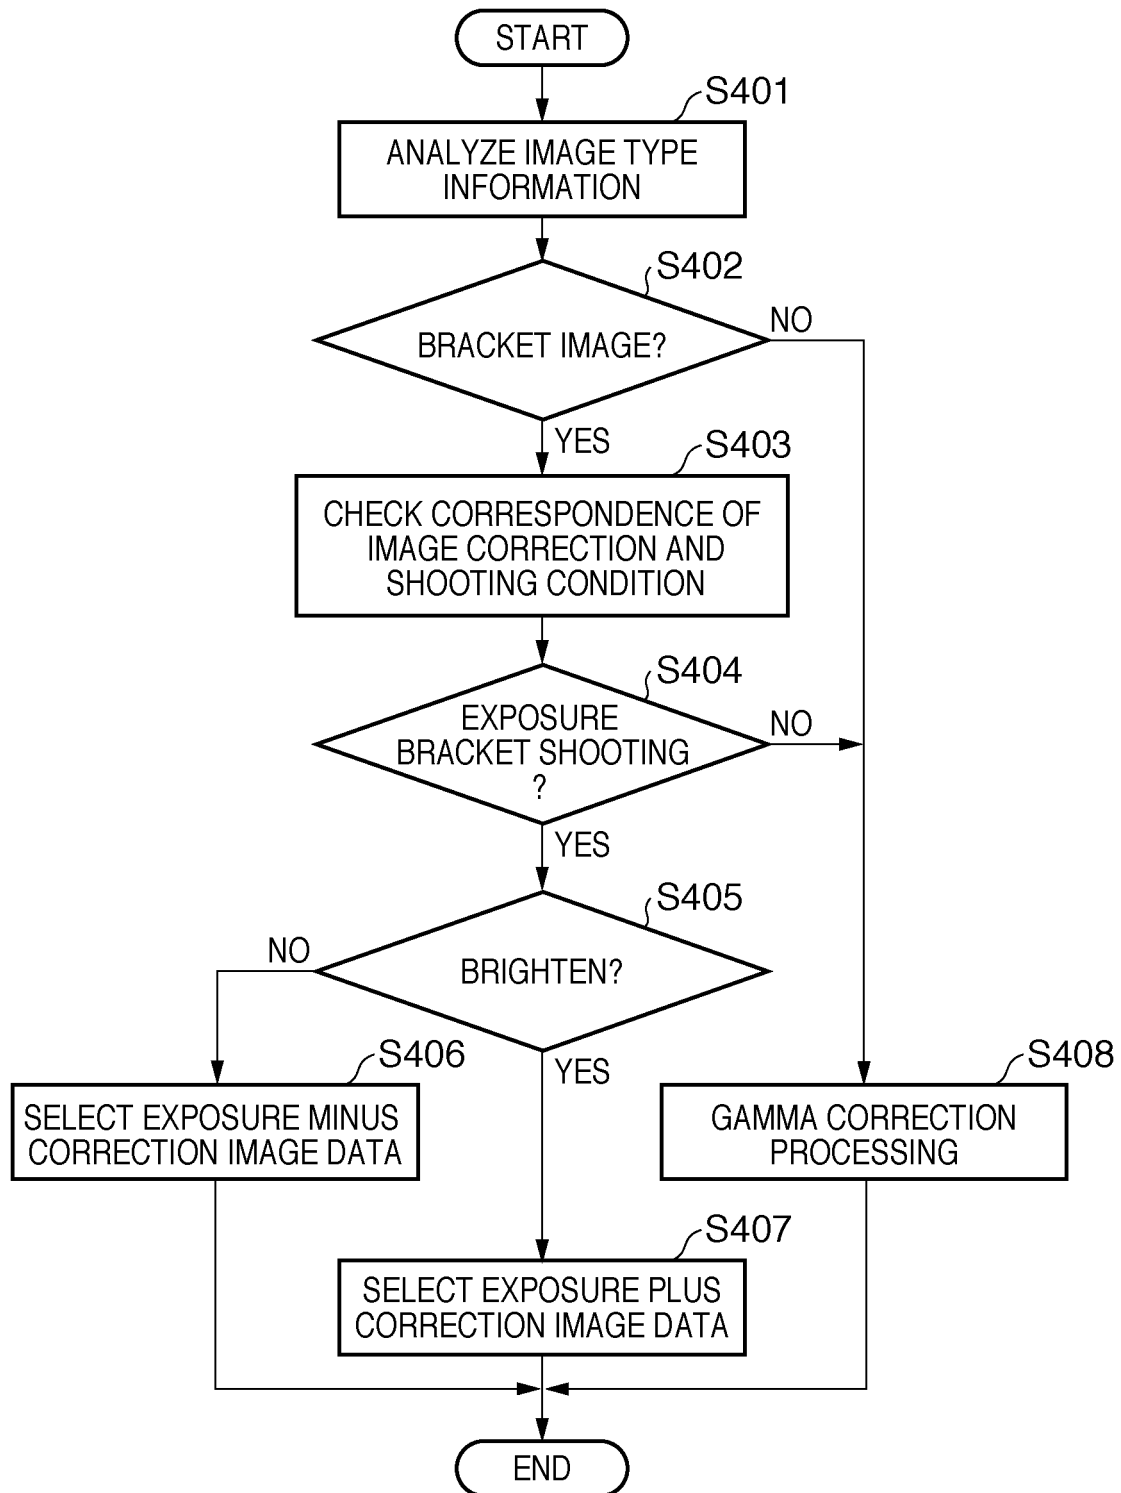 START
S401
ANALYZE IMAGE TYPE
INFORMATION
S402
BRACKET IMAGE?
NO
YES
S403
CHECK CORRESPONDENCE OF
IMAGE CORRECTION AND
SHOOTING CONDITION
S404
EXPOSURE
BRACKET SHOOTING
?
NO
YES
S405
BRIGHTEN?
NO
YES
S406
SELECT EXPOSURE MINUS
CORRECTION IMAGE DATA
S408
GAMMA CORRECTION
PROCESSING
S407
SELECT EXPOSURE PLUS
CORRECTION IMAGE DATA
END